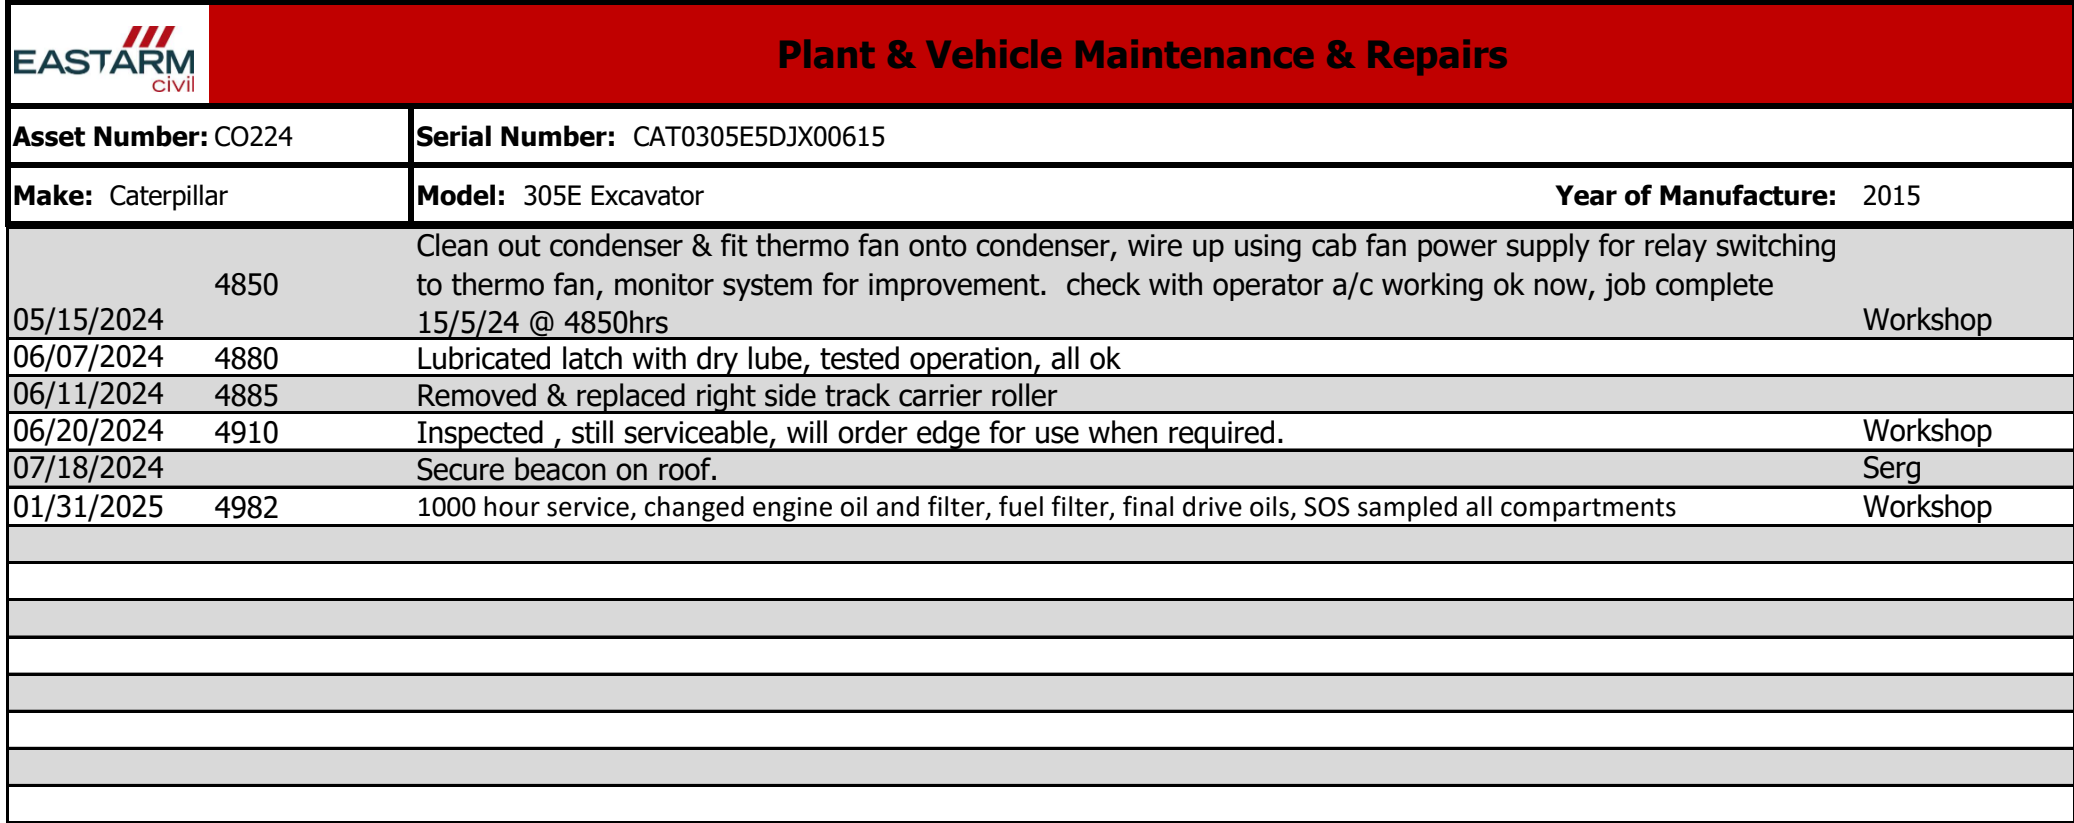 EASTARM
civil
Plant & Vehicle Maintenance & Repairs
Asset Number: CO224 Serial Number: CAT0305E5DJX00615
Make: Caterpillar Model: 305E Excavator Year of Manufacture: 2015
Clean out condenser & fit thermo fan onto condenser, wire up using cab fan power supply for relay switching
4850 to thermo fan, monitor system for improvement. check with operator a/c working ok now, job complete
05/15/2024 15/5/24 @ 4850hrs Workshop
06/07/2024 4880 Lubricated latch with dry lube, tested operation, all ok
06/11/2024 4885 Removed & replaced right side track carrier roller
06/20/2024 4910 Inspected , still serviceable, will order edge for use when required. Workshop
07/18/2024 Secure beacon on roof. Serg
01/31/2025 4982 1000 hour service, changed engine oil and filter, fuel filter, final drive oils, SOS sampled all compartments Workshop